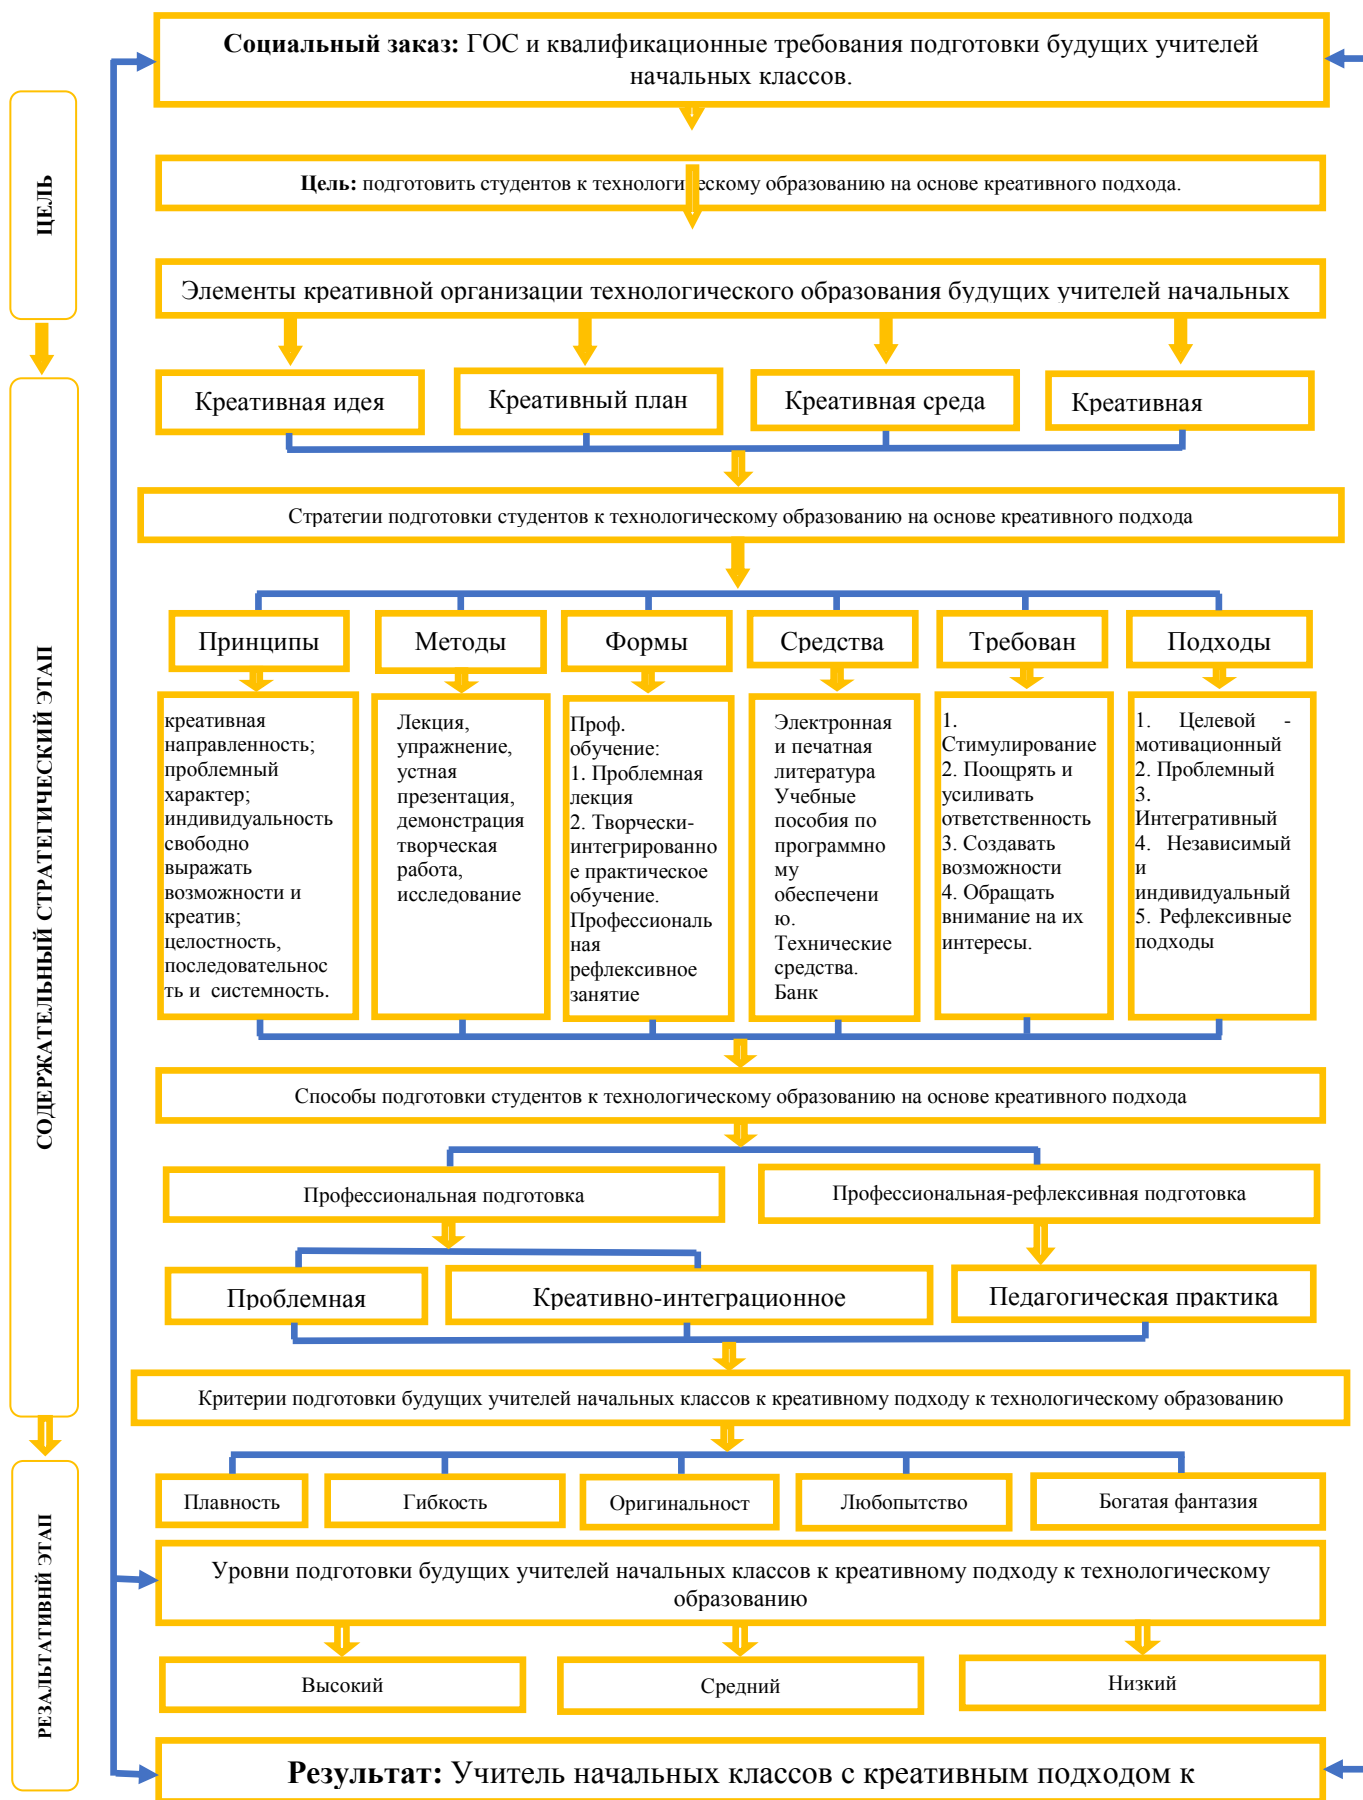 Социальный заказ: ГОС и квалификационные требования подготовки будущих учителей
начальных классов.
ЦЕЛЬ
Цель: подготовить студентов к технологическому образованию на основе креативного подхода.
Элементы креативной организации технологического образования будущих учителей начальных
Креативная идея
Креативный план
Креативная среда
Креативная
СОДЕРЖАТЕЛЬНЫЙ СТРАТЕГИЧЕСКИЙ ЭТАП
Стратегии подготовки студентов к технологическому образованию на основе креативного подхода
Принципы
Методы
Формы
Средства
Требован
Подходы
креативная
направленность;
проблемный
характер;
индивидуальность
свободно
выражать
возможности и
креатив;
целостность,
последовательнос
ть и системность.
Лекция,
упражнение,
устная
презентация,
демонстрация
творческая
работа,
исследование
Проф.
обучение:
1. Проблемная
лекция
2. Творчески-
интегрированно
е практическое
обучение.
Профессиональ
ная
рефлексивное
занятие
Электронная
и печатная
литература
Учебные
пособия по
программно
му
обеспечени
ю.
Технические
средства.
Банк
1.
Стимулирование
2. Поощрять и
усиливать
ответственность
3. Создавать
возможности
4. Обращать
внимание на их
интересы.
1. Целевой -
мотивационный
2. Проблемный
3.
Интегративный
4. Независимый
и
индивидуальный
5. Рефлексивные
подходы
Способы подготовки студентов к технологическому образованию на основе креативного подхода
Профессиональная подготовка
Профессиональная-рефлексивная подготовка
Проблемная
Креативно-интеграционное
Педагогическая практика
Критерии подготовки будущих учителей начальных классов к креативному подходу к технологическому образованию
РЕЗАЛЬТАТИВНЙ ЭТАП
Плавность
Гибкость
Оригинальност
Любопытство
Богатая фантазия
Уровни подготовки будущих учителей начальных классов к креативному подходу к технологическому
образованию
Высокий
Средний
Низкий
Результат: Учитель начальных классов с креативным подходом к